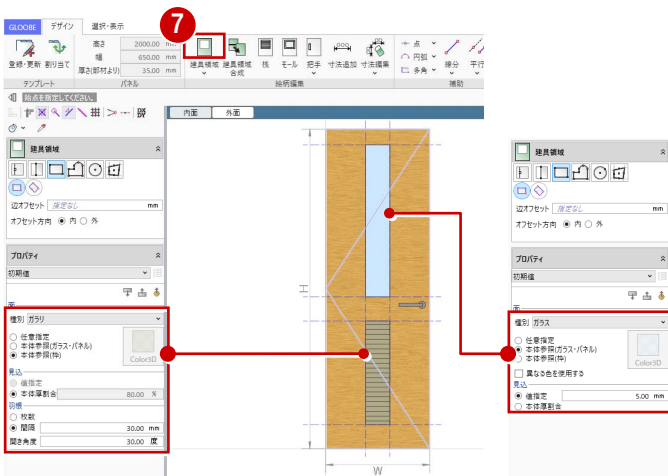 GLOOBE デザイン 選択・表示
7
登録・更新 割り当て
高さ 2000.00 mm
幅 650.00 mm
厚さ(部材より) 35.00 mm
建具領域 建具領域合成 桟 モール 把手 寸法追加 寸法編集
点
円弧
多角
線分 平行
テンプレート パネル 絵柄編集 補助
始点を指定してください。
内面 外面
建具領域
辺オフセット 指定なし mm
オフセット方向 内 外
プロパティ
初期値
面
種別 ガラリ
任意指定
本体参照(ガラス・パネル)
本体参照(枠)
Color3D
見込
値指定
本体厚割合 80.00 %
羽根
枚数
間隔 30.00 mm
開き角度 30.00 度
H
W
建具領域
辺オフセット 指定なし mm
オフセット方向 内 外
プロパティ
初期値
面
種別 ガラス
任意指定
本体参照(ガラス・パネル)
本体参照(枠)
Color3D
異なる色を使用する
見込
値指定 5.00 mm
本体厚割合